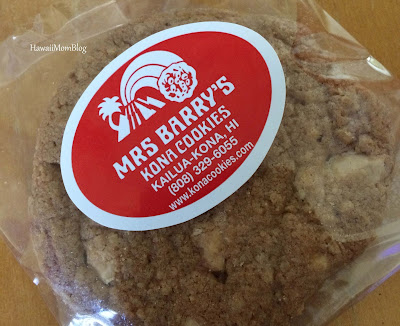 HawaiiMomBlog
MRS BARRY'S
KONA COOKIES
KAILUA-KONA, HI
(808) 329-6055
www.konacookies.com